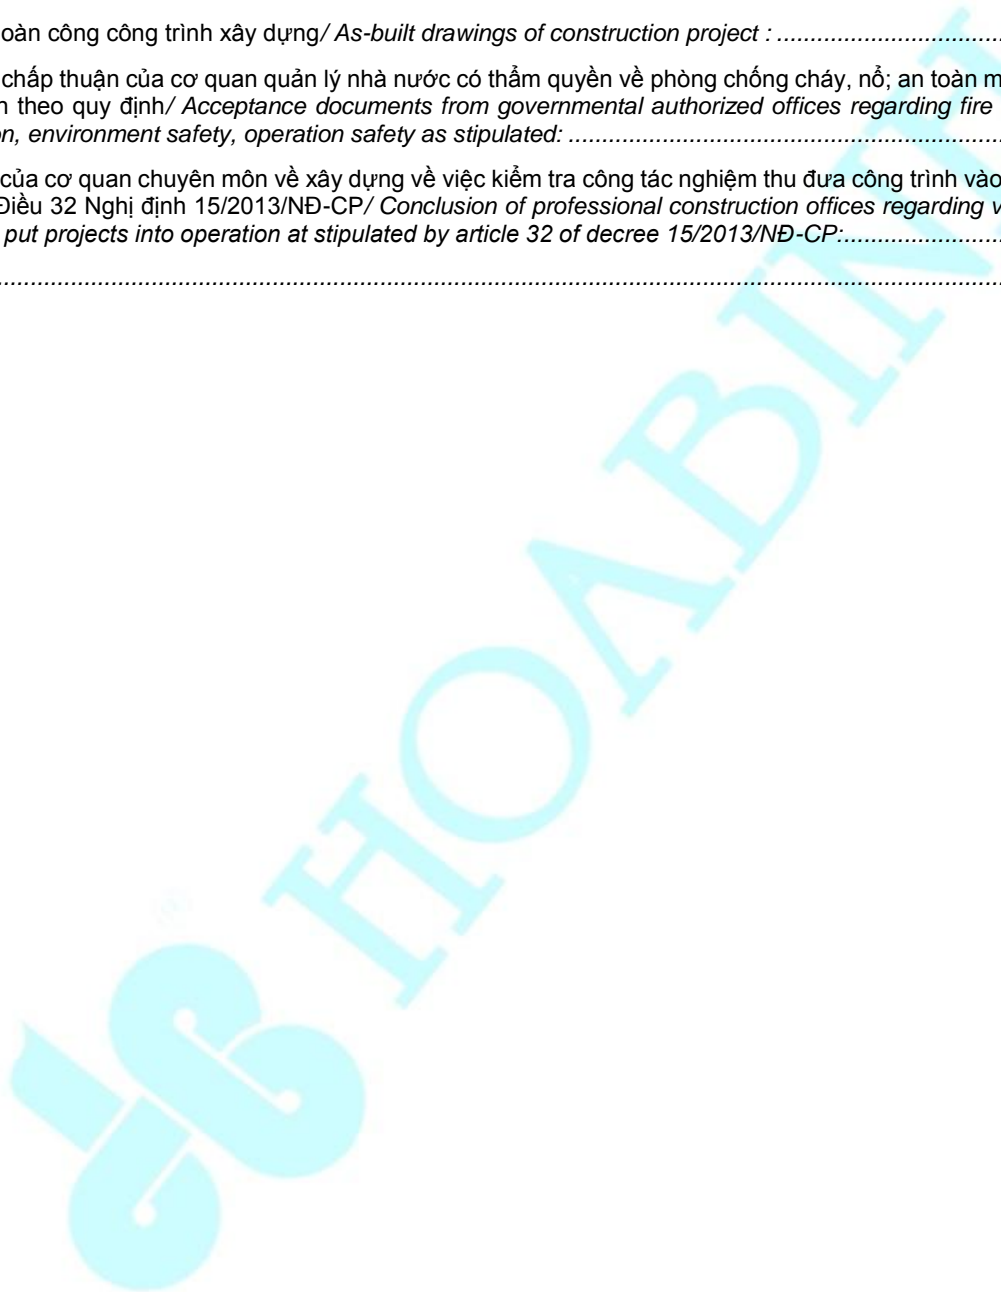 oàn công công trình xây dựng/ As-built drawings of construction project : ....................................
chấp thuận của cơ quan quản lý nhà nước có thẩm quyền về phòng chống cháy, nổ; an toàn m
n theo quy định/ Acceptance documents from governmental authorized offices regarding fire
on, environment safety, operation safety as stipulated: ..................................................................
của cơ quan chuyên môn về xây dựng về việc kiểm tra công tác nghiệm thu đưa công trình vào
Điều 32 Nghị định 15/2013/NĐ-CP/ Conclusion of professional construction offices regarding v
put projects into operation at stipulated by article 32 of decree 15/2013/NĐ-CP:.........................
......................................................................................................................................................
HOABINH